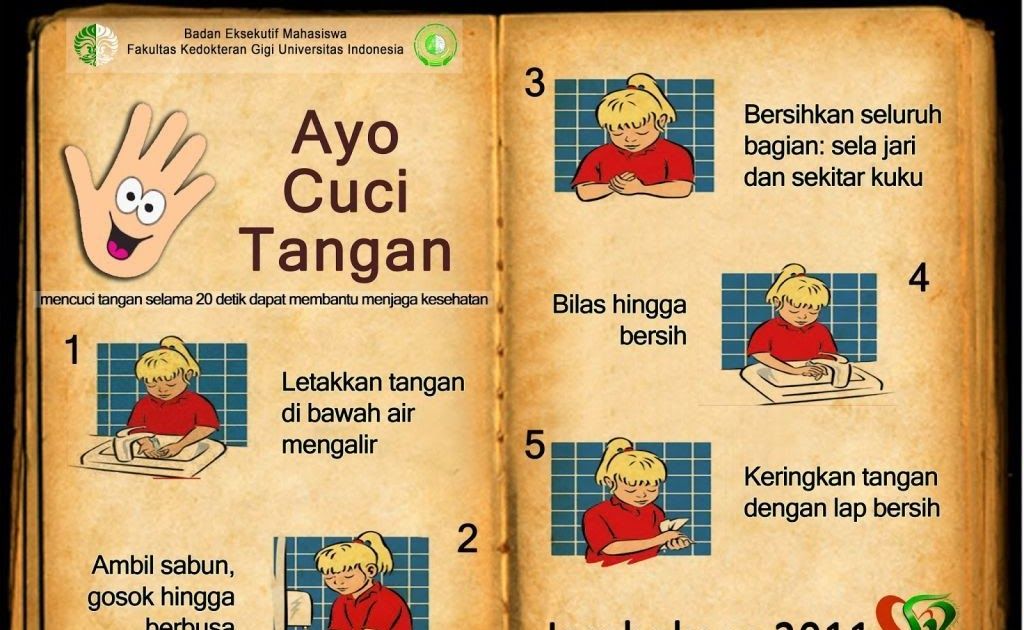 Badan Eksekutif Mahasiswa
Fakultas Kedokteran Gigi Universitas Indonesia
Ayo
Cuci
Tangan
mencuci tangan selama 20 detik dapat membantu menjaga kesehatan
1
Letakkan tangan
di bawah air
mengalir
2
Ambil sabun,
gosok hingga
berbusa
3
Bersihkan seluruh
bagian: sela jari
dan sekitar kuku
4
Bilas hingga
bersih
5
Keringkan tangan
dengan lap bersih
2011